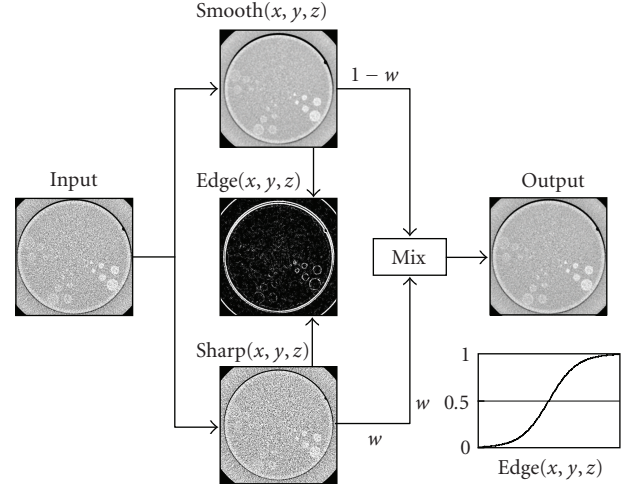 Smooth(x, y, z)
1 − w
Input
Edge(x, y, z)
Output
Mix
Sharp(x, y, z)
w
w
1
0.5
0
Edge(x, y, z)